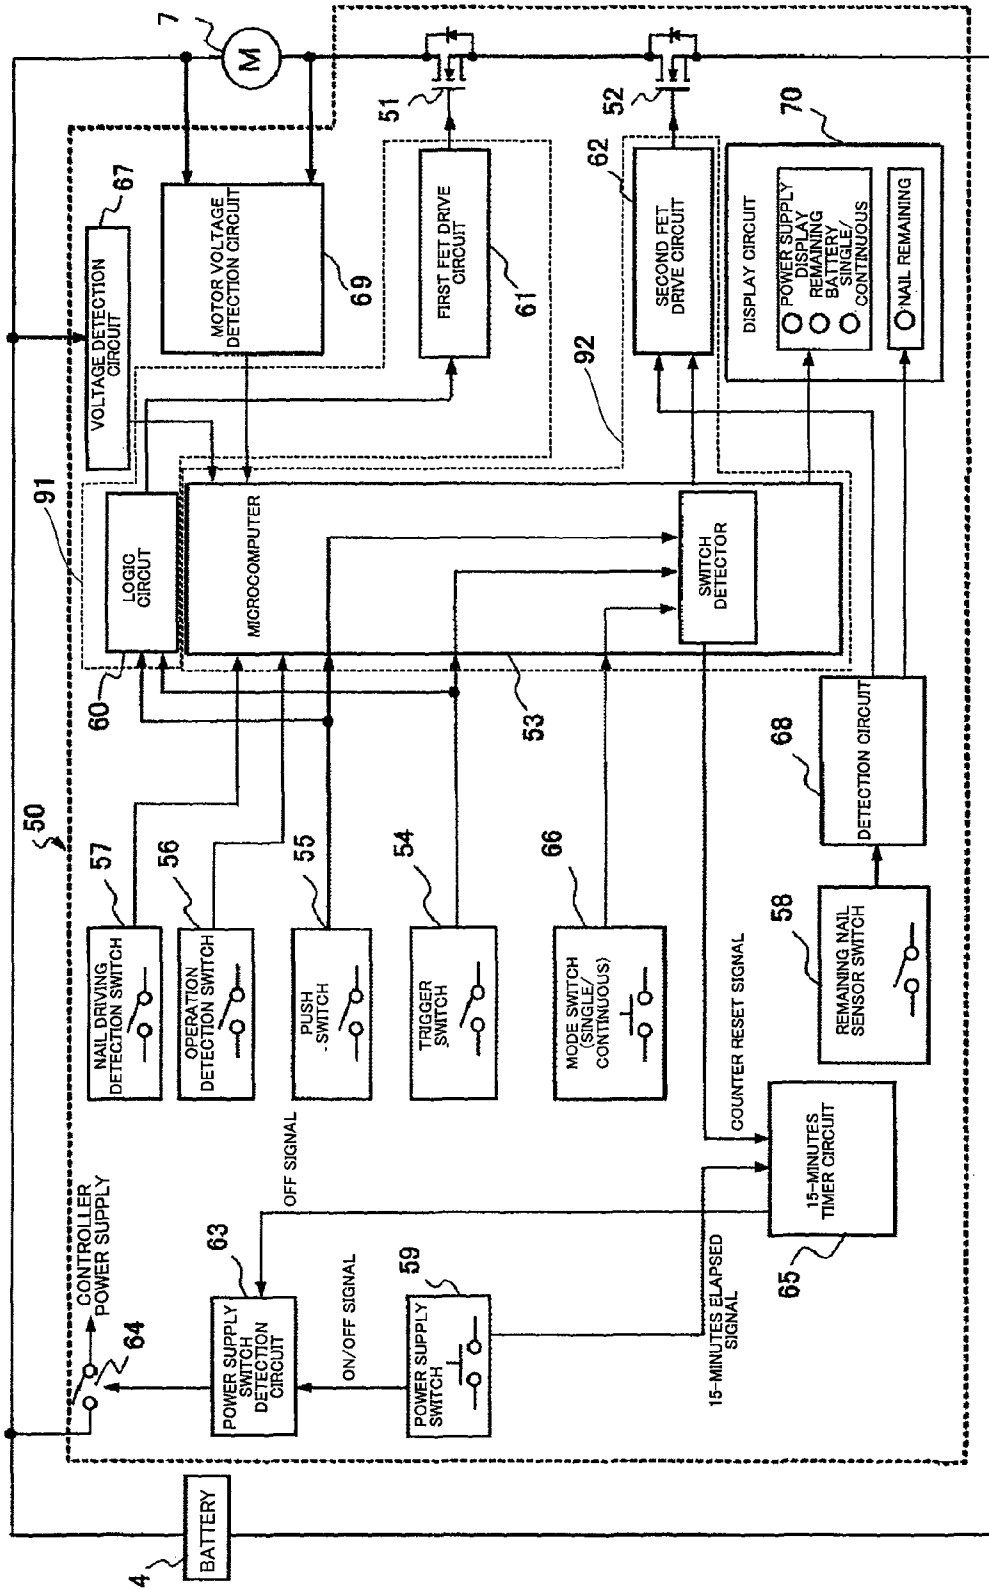 50
4
BATTERY
64
CONTROLLER
POWER SUPPLY
63
POWER SUPPLY
SWITCH
DETECTION
CIRCUIT
OFF SIGNAL
ON/OFF SIGNAL
59
POWER SUPPLY
SWITCH
15-MINUTES ELAPSED
SIGNAL
65
15-MINUTES
TIMER CIRCUIT
COUNTER RESET SIGNAL
57
NAIL DRIVING
DETECTION SWITCH
56
OPERATION
DETECTION SWITCH
55
PUSH
SWITCH
54
TRIGGER
SWITCH
66
MODE SWITCH
(SINGLE/
CONTINUOUS)
58
REMAINING NAIL
SENSOR SWITCH
68
DETECTION CIRCUIT
91
60
LOGIC
CIRCUT
53
MICROCOMPUTER
SWITCH
DETECTOR
92
67
VOLTAGE DETECTION
CIRCUIT
69
MOTOR VOLTAGE
DETECTION CIRCUIT
61
FIRST FET DRIVE
CIRCUIT
62
SECOND FET
DRIVE CIRCUIT
70
DISPLAY CIRCUIT
POWER SUPPLY
DISPLAY
REMAINING
BATTERY
SINGLE/
CONTINUOUS
NAIL REMAINING
7
M
51
52